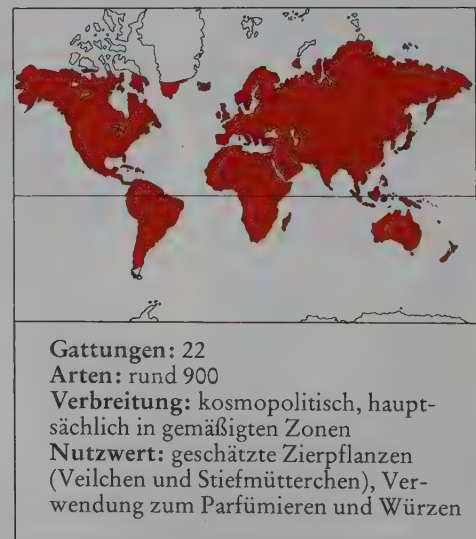 Gattungen: 22
Arten: rund 900
Verbreitung: kosmopolitisch, haupt-
sächlich in gemäßigten Zonen
Nutzwert: geschätzte Zierpflanzen
(Veilchen und Stiefmütterchen), Ver-
wendung zum Parfümieren und Würzen